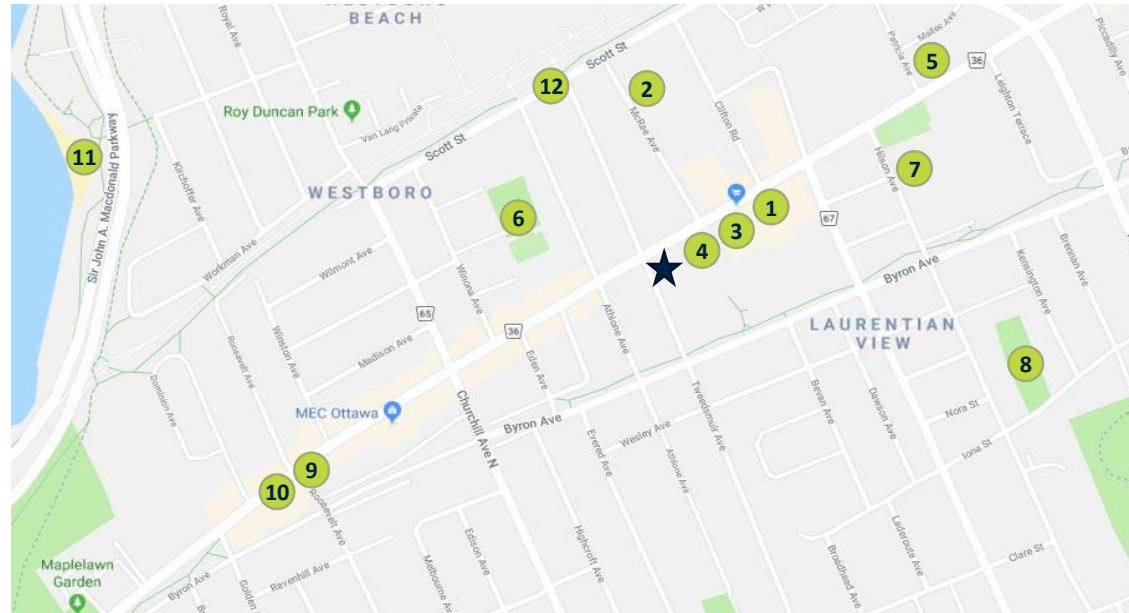 BEACH
Royal Ave
Scott St
W
Mailes Ava
Patricia Ave
5
36
Piccadilly Ave
Leighton Terrace
12
2
Roy Duncan Park
Van Lang Private
McRae Ave
Clifton Rd
Scott St
11
Sir John A. Macdonald Parkway
Kirchoffer Ave
WESTBORO
Hilson Ave
7
6
1
67
3
4
Workman Ave
Wilmont Ave
Winona Ave
Kensington Ave
Brennan Ave
Byron Ave
65
36
Athlone Ave
LAURENTIAN
VIEW
Roosevelt Ave
Winston Ave
Madison Ave
Eden Ave
8
Dominion Ave
MEC Ottawa
Churchill Ave N
Byron Ave
Tweedsmuir Ave
Bevan Ave
Dawson Ave
Nora St
Wesley Ave
Iona St
9
10
Roosevelt Ave
Evered Ave
Athlone Ave
Highcroft Ave
Edison Ave
Melbourne Ave
Laderoute Ave
Broadhead Ave
Clare St
Maplelawn
Garden
Byron Ave
Golden
Ravenhill Ave